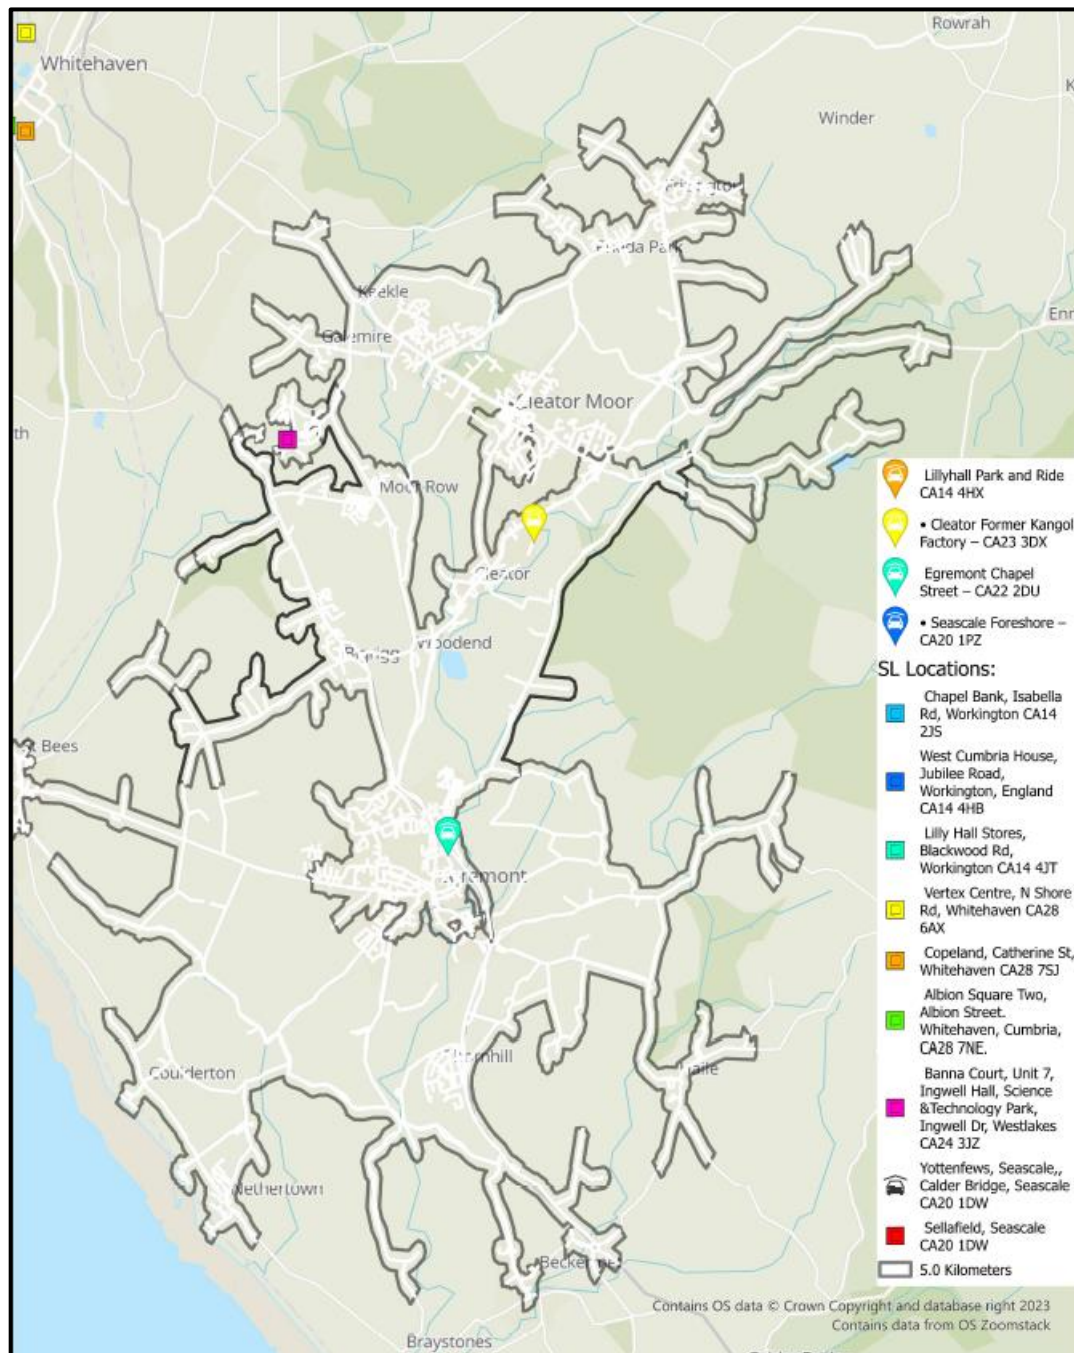 Rowrah
Whitehaven
Winder
Keekle
Galemire
Cleator Moor
Moor Row
Cleator
Woodend
Bees
Egremont
Thornhill
Haile
Coulderton
Nethertown
Braystones
Lillyhall Park and Ride
CA14 4HX
• Cleator Former Kangol
Factory – CA23 3DX
Egremont Chapel
Street – CA22 2DU
• Seascale Foreshore –
CA20 1PZ
SL Locations:
Chapel Bank, Isabella
Rd, Workington CA14
2JS
West Cumbria House,
Jubilee Road,
Workington, England
CA14 4HB
Lilly Hall Stores,
Blackwood Rd,
Workington CA14 4JT
Vertex Centre, N Shore
Rd, Whitehaven CA28
6AX
Copeland, Catherine St,
Whitehaven CA28 7SJ
Albion Square Two,
Albion Street.
Whitehaven, Cumbria,
CA28 7NE.
Banna Court, Unit 7,
Ingwell Hall, Science
&Technology Park,
Ingwell Dr, Westlakes
CA24 3JZ
Yottenfews, Seascale,,
Calder Bridge, Seascale
CA20 1DW
Sellafield, Seascale
CA20 1DW
5.0 Kilometers
Contains OS data © Crown Copyright and database right 2023
Contains data from OS Zoomstack